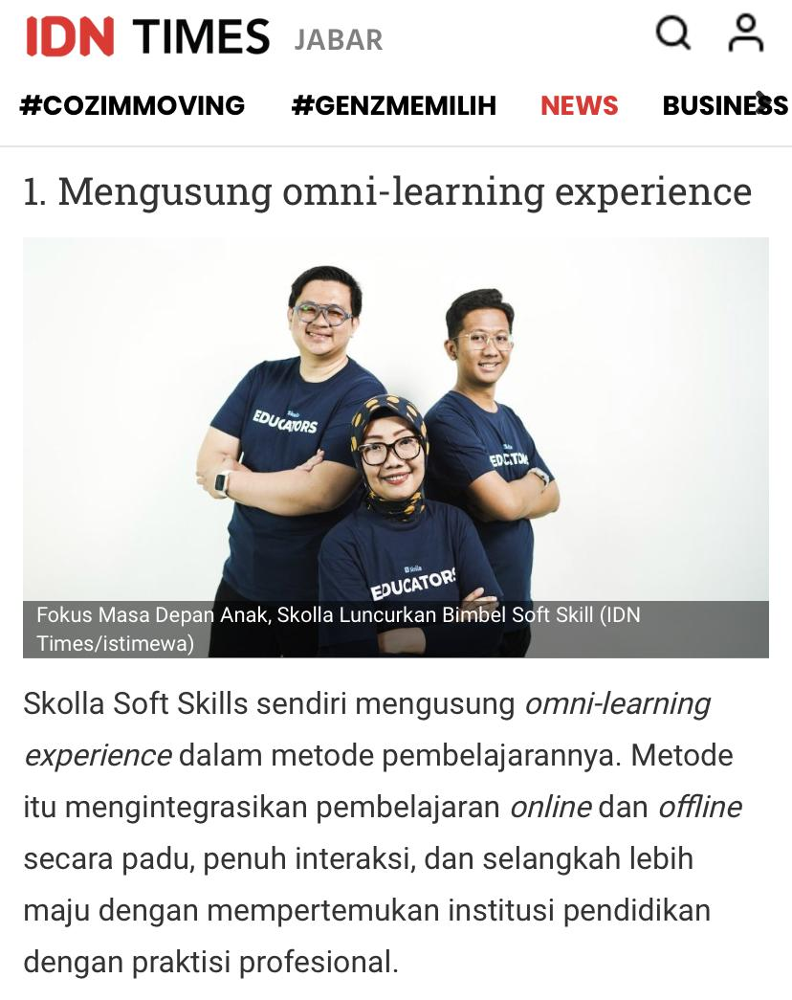 IDN TIMES JABAR
#COZIMMOVING #GENZMEMILIH NEWS BUSINESS
1. Mengusung omni-learning experience
EDUCATORS
EDUCATORS
Fokus Masa Depan Anak, Skolla Luncurkan Bimbel Soft Skill (IDN
Times/istimewa)
Skolla Soft Skills sendiri mengusung omni-learning
experience dalam metode pembelajarannya. Metode
itu mengintegrasikan pembelajaran online dan offline
secara padu, penuh interaksi, dan selangkah lebih
maju dengan mempertemukan institusi pendidikan
dengan praktisi profesional.